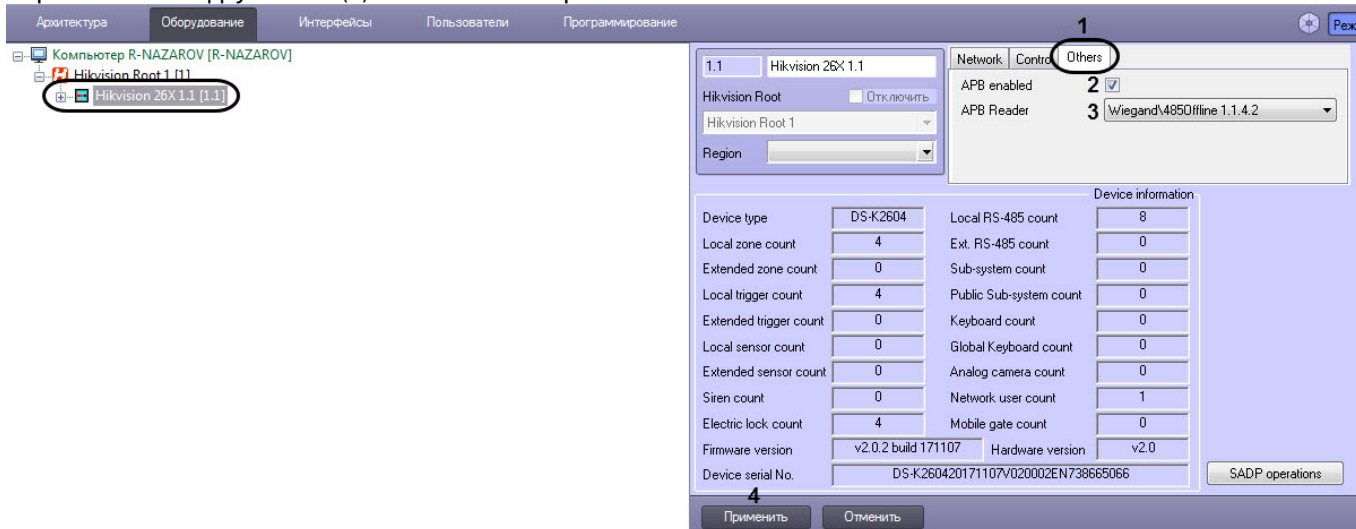 Архитектура Оборудование Интерфейсы Пользователи Программирование
1
Компьютер R-NAZAROV [R-NAZAROV]
Hikvision Root 1 [1]
Hikvision 26X 1.1 [1.1]
1.1 Hikvision 26X 1.1
Hikvision Root Отключить
Hikvision Root 1
Region
Network Contro Others
APB enabled 2
APB Reader 3 Wiegand\485Offline 1.1.4.2
Device information
Device type DS-K2604 Local RS-485 count 8
Local zone count 4 Ext. RS-485 count 0
Extended zone count 0 Sub-system count 0
Local trigger count 4 Public Sub-system count 0
Extended trigger count 0 Keyboard count 0
Local sensor count 0 Global Keyboard count 0
Extended sensor count 0 Analog camera count 0
Siren count 0 Network user count 1
Electric lock count 4 Mobile gate count 0
Firmware version v2.0.2 build 171107 Hardware version v2.0
Device serial No. DS-K260420171107V020002EN738665066 SADP operations
4
Применить Отменить